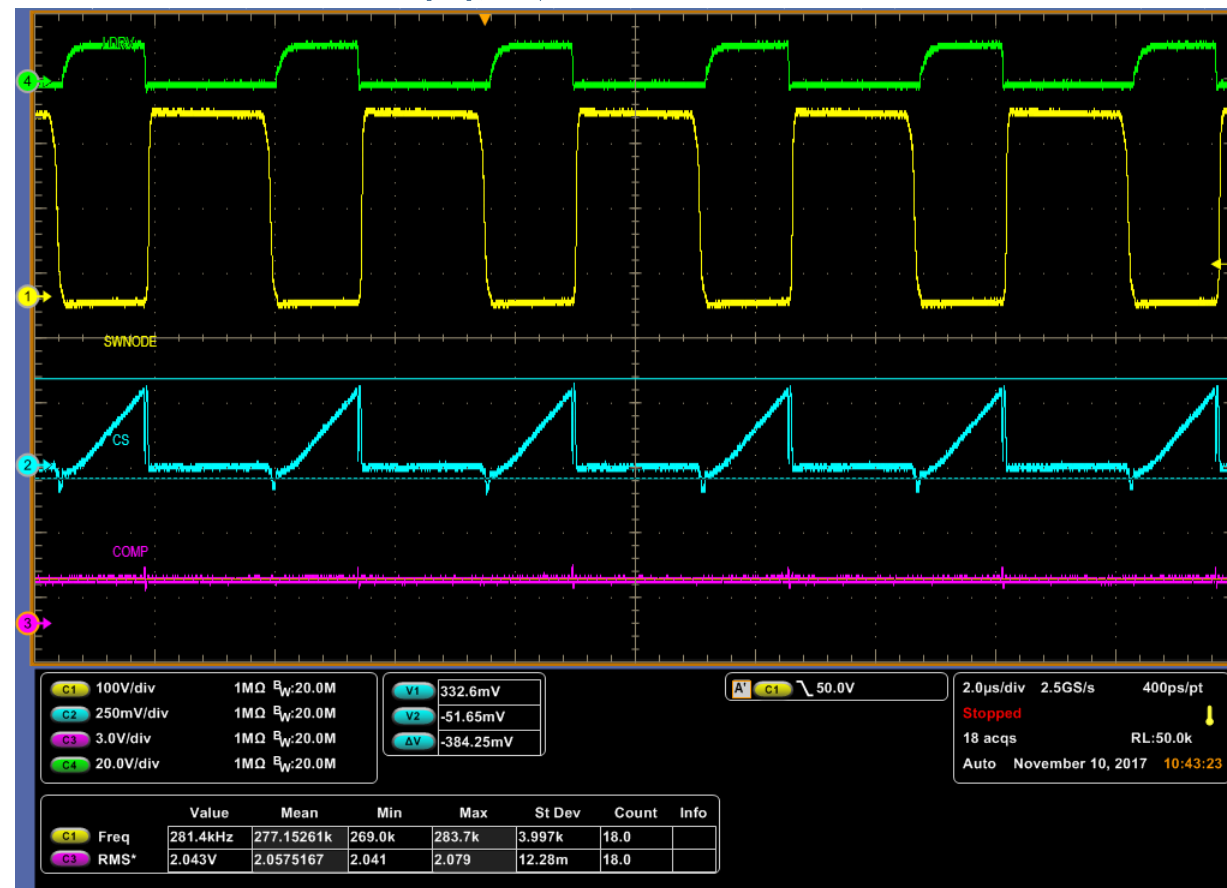 4
1
SWNODE
CS
2
COMP
3
C1 100V/div 1MΩ BW:20.0M
C2 250mV/div 1MΩ BW:20.0M
C3 3.0V/div 1MΩ BW:20.0M
C4 20.0V/div 1MΩ BW:20.0M
V1 332.6mV
V2 -51.65mV
ΔV -384.25mV
A' C1 50.0V
2.0µs/div 2.5GS/s 400ps/pt
Stopped
18 acqs RL:50.0k
Auto November 10, 2017 10:43:23
Value Mean Min Max St Dev Count Info
C1 Freq 281.4kHz 277.15261k 269.0k 283.7k 3.997k 18.0
C3 RMS* 2.043V 2.0575167 2.041 2.079 12.28m 18.0